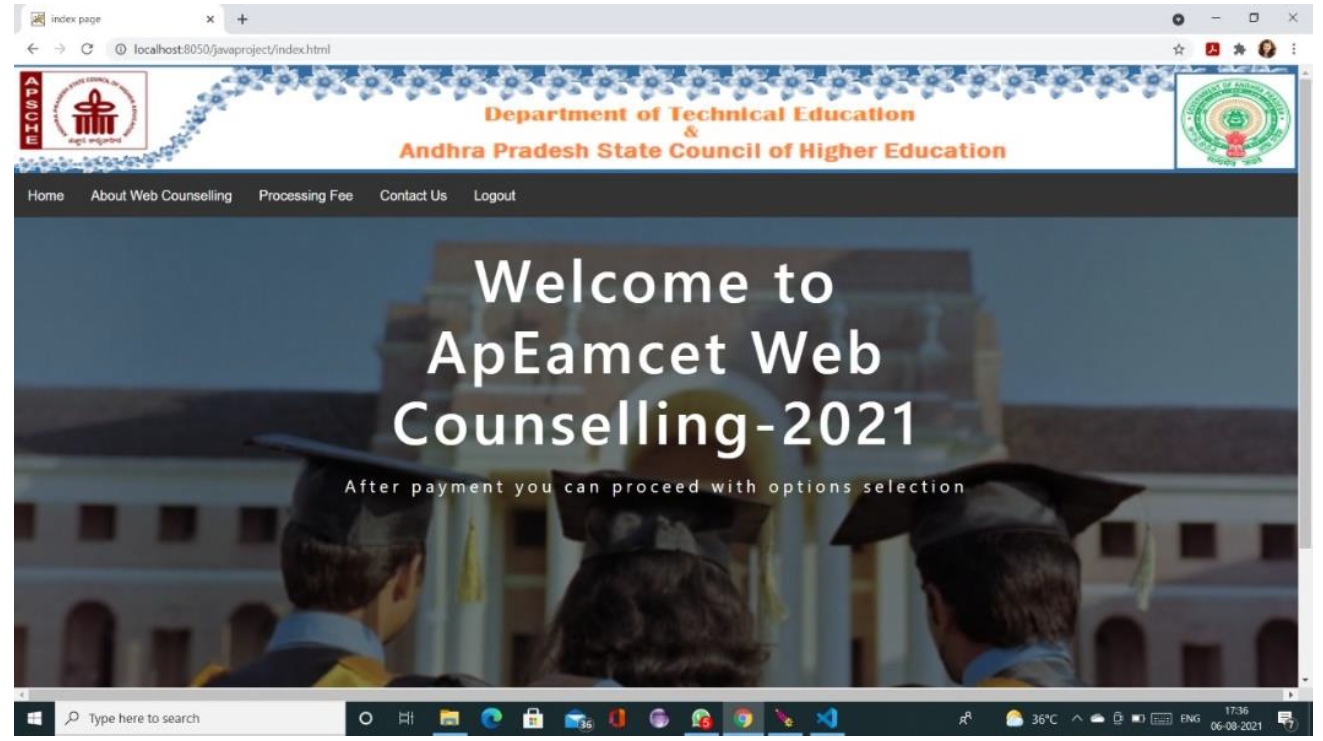 index page
localhost:8050/javaproject/index.html
APSCHE
Department of Technical Education
&
Andhra Pradesh State Council of Higher Education
Home About Web Counselling Processing Fee Contact Us Logout
Welcome to
ApEamcet Web
Counselling-2021
After payment you can proceed with options selection
Type here to search
36
36°C
ENG
17:36
06-08-2021
7